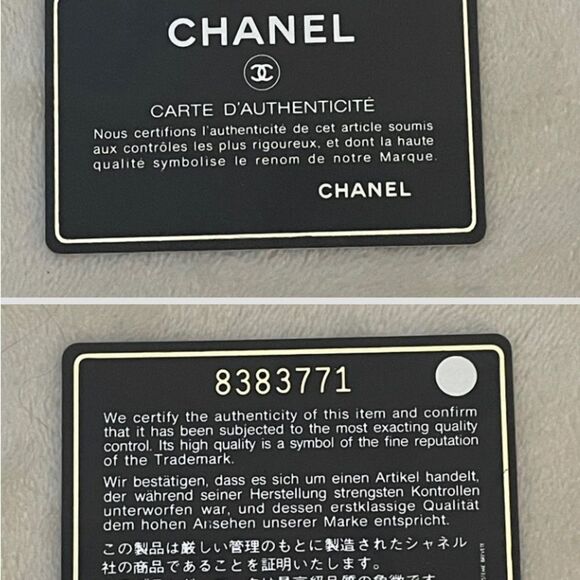 CHANEL
CARTE D'AUTHENTICITÉ
Nous certifions l'authenticité de cet article soumis
aux contrôles les plus rigoureux, et dont la haute
qualité symbolise le renom de notre Marque.
CHANEL
8383771
We certify the authenticity of this item and confirm
that it has been subjected to the most exacting quality
control. Its high quality is a symbol of the fine reputation
of the Trademark.
Wir bestätigen, dass es sich um einen Artikel handelt,
der während seiner Herstellung strengsten Kontrollen
unterworfen war, und dessen erstklassige Qualität
dem hohen Ansehen unserer Marke entspricht.
この製品は厳しい管理のもとに製造されたシャネル
社の商品であることを証明いたします。